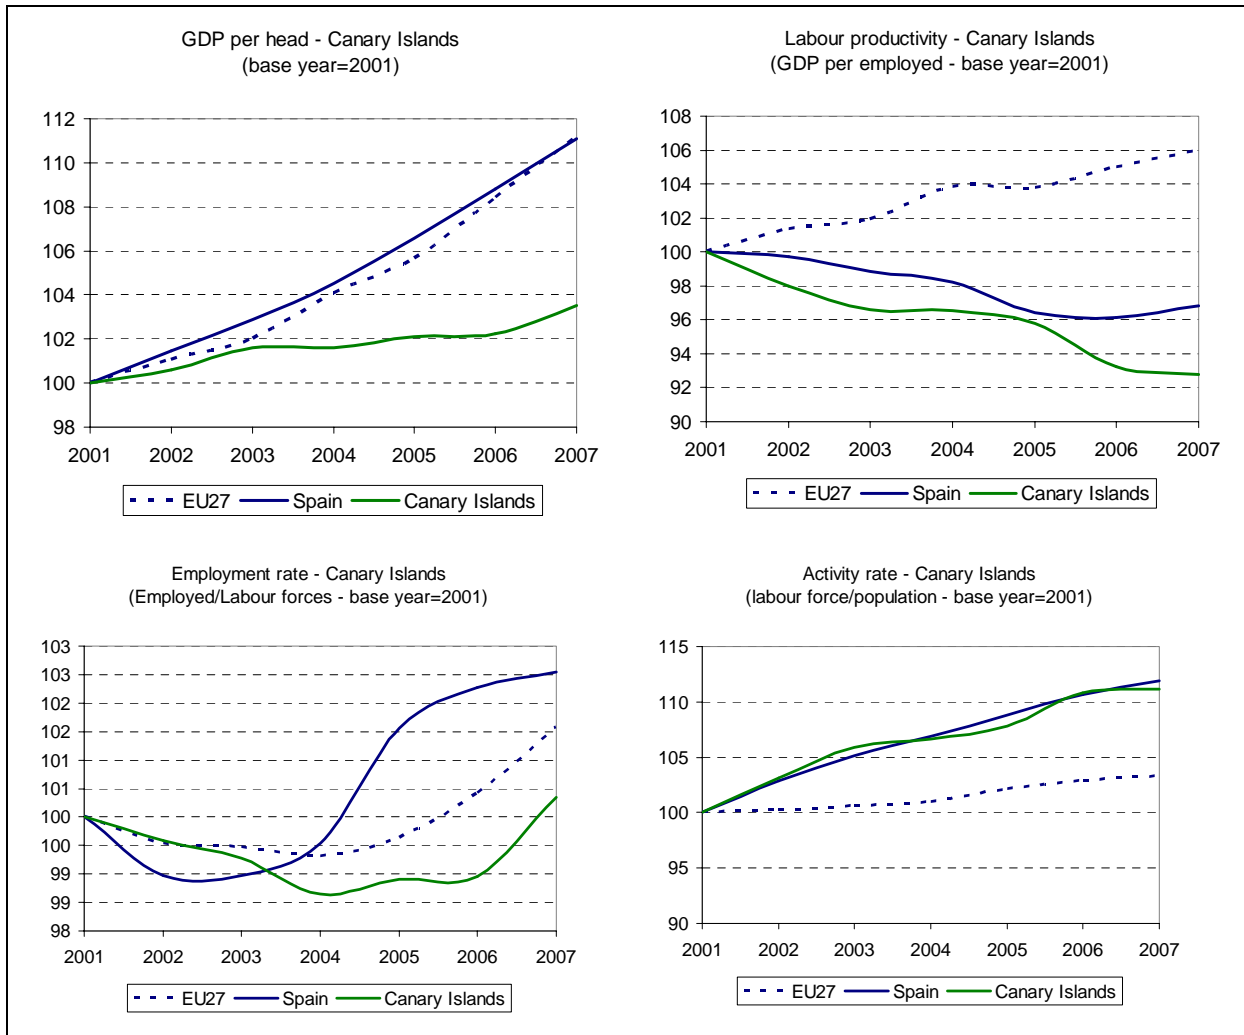 GDP per head - Canary Islands
(base year=2001)
112
110
108
106
104
102
100
98
2001 2002 2003 2004 2005 2006 2007
EU27 Spain Canary Islands
Labour productivity - Canary Islands
(GDP per employed - base year=2001)
108
106
104
102
100
98
96
94
92
90
2001 2002 2003 2004 2005 2006 2007
EU27 Spain Canary Islands
Employment rate - Canary Islands
(Employed/Labour forces - base year=2001)
103
103
102
102
101
101
100
100
99
99
98
2001 2002 2003 2004 2005 2006 2007
EU27 Spain Canary Islands
Activity rate - Canary Islands
(labour force/population - base year=2001)
115
110
105
100
95
90
2001 2002 2003 2004 2005 2006 2007
EU27 Spain Canary Islands